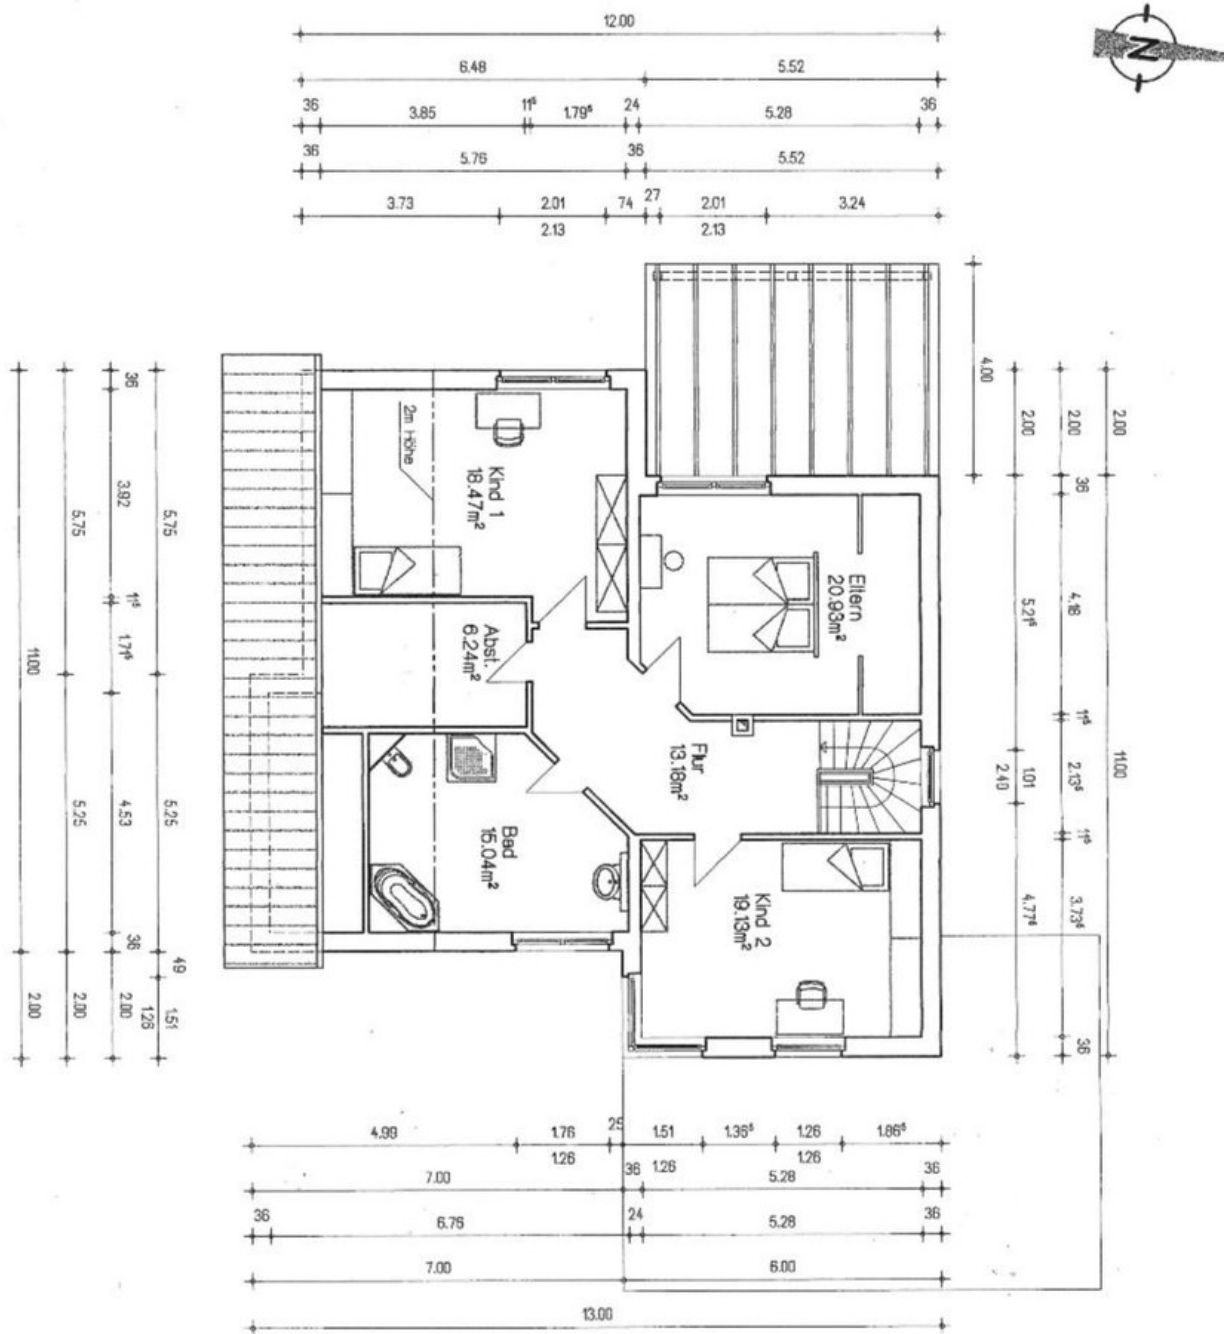 12.00
N
6.48 5.52
36 3.85 11⁵ 1.79⁵ 24 5.28 36
36 5.76 36 5.52
3.73 2.01 74 27 2.01 3.24
2.13 2.13
4.00
36 3.92 11⁵ 1.71⁵ 4.53 36 2.00
5.75 5.25 2.00
5.75 5.25 49 1.51
1.26
11.00 2.00
2.00 5.21⁵ 1.01 4.77⁵
2.40
2.00 36 4.18 11⁵ 2.13⁵ 11⁵ 3.73⁵ 36
2.00 11.00
2m Höhe
Kind 1
18.47m²
Eltern
20.93m²
Abst.
6.24m²
Flur
13.18m²
Bad
15.04m²
Kind 2
19.13m²
4.99 1.76 25 1.51 1.36⁵ 1.26 1.86⁵
1.26 1.26 1.26
7.00 36 5.28 36
36 6.76 24 5.28 36
7.00 6.00
13.00